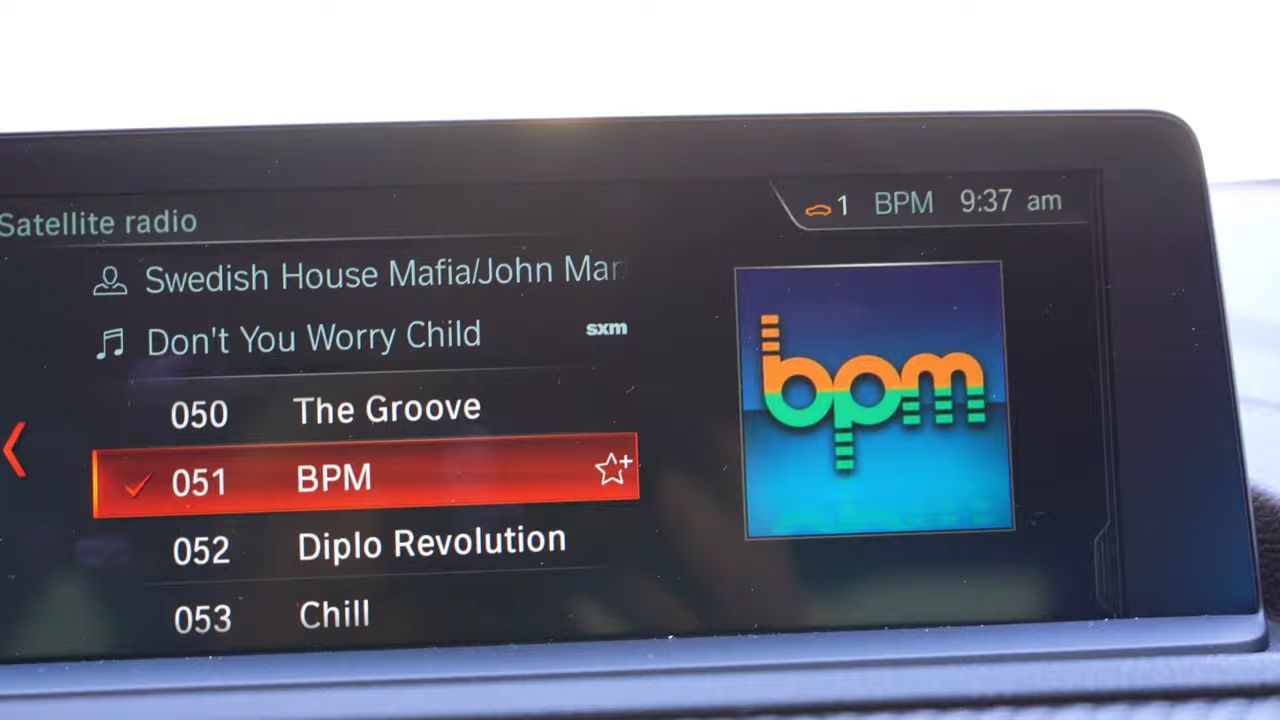 Satellite radio
1 BPM 9:37 am
Swedish House Mafia/John Mar
Don't You Worry Child sxm
050 The Groove
051 BPM
052 Diplo Revolution
053 Chill
bpm